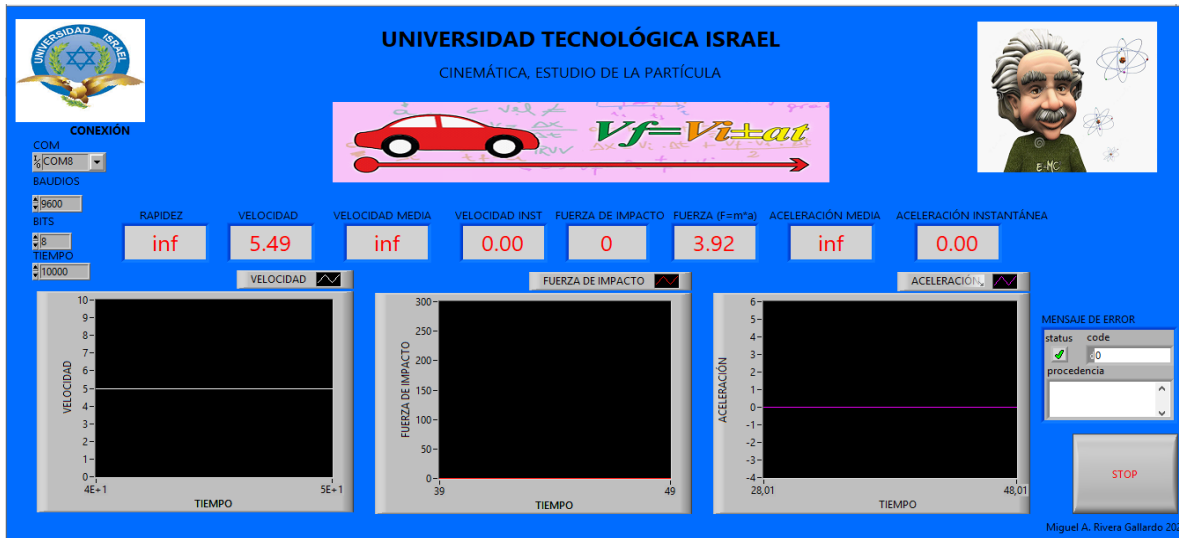 UNIVERSIDAD ISRAEL
UNIVERSIDAD TECNOLÓGICA ISRAEL
CINEMÁTICA, ESTUDIO DE LA PARTÍCULA
Vf=Vi±at
E=MC
CONEXIÓN
COM
COM8
BAUDIOS
9600
BITS
8
TIEMPO
10000
RAPIDEZ
inf
VELOCIDAD
5.49
VELOCIDAD MEDIA
inf
VELOCIDAD INST
0.00
FUERZA DE IMPACTO
0
FUERZA (F=m*a)
3.92
ACELERACIÓN MEDIA
inf
ACELERACIÓN INSTANTÁNEA
0.00
VELOCIDAD
10
9
8
7
6
5
4
3
2
1
0
VELOCIDAD
4E+1 5E+1
TIEMPO
FUERZA DE IMPACTO
300
250
200
150
100
50
0
FUERZA DE IMPACTO
39 49
TIEMPO
ACELERACIÓN
6
5
4
3
2
1
0
-1
-2
-3
-4
ACELERACIÓN
28,01 48,01
TIEMPO
MENSAJE DE ERROR
status code
0
procedencia
STOP
Miguel A. Rivera Gallardo